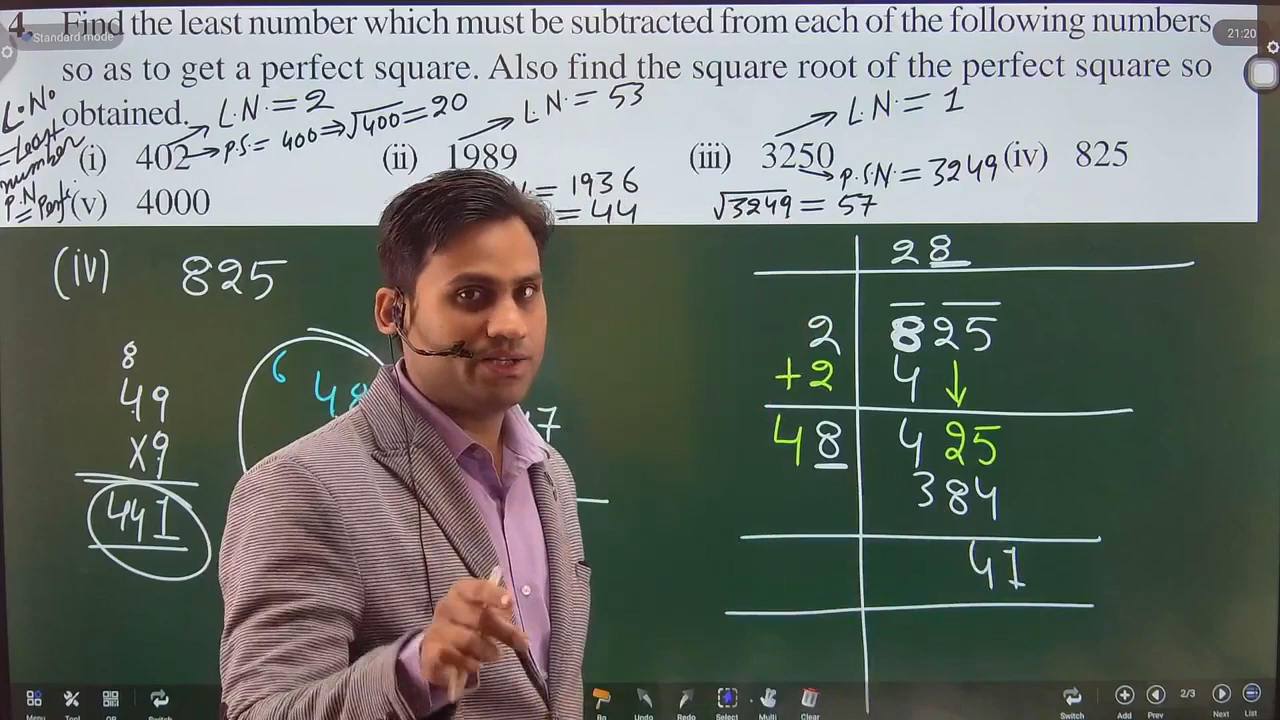 4. Find the least number which must be subtracted from each of the following numbers
Standard mode
21:20
so as to get a perfect square. Also find the square root of the perfect square so
obtained.
L.No
=Least
number
P.N
=Perf
L.N.=2
P.S.= 400⇒√400=20
L.N.= 53
L.N.= 1
(i) 402
(ii) 1989
(iii) 3250
P.S.N.=3249
(iv) 825
(v) 4000
= 1936
= 44
√3249=57
(iv) 825
8
49
x9
441
6
48
7
28
2 825
+2 4
48 425
384
41
Menu
Undo
Redo
Select
Multi
Clear
Switch
Add
Prev
2/3
Next
List